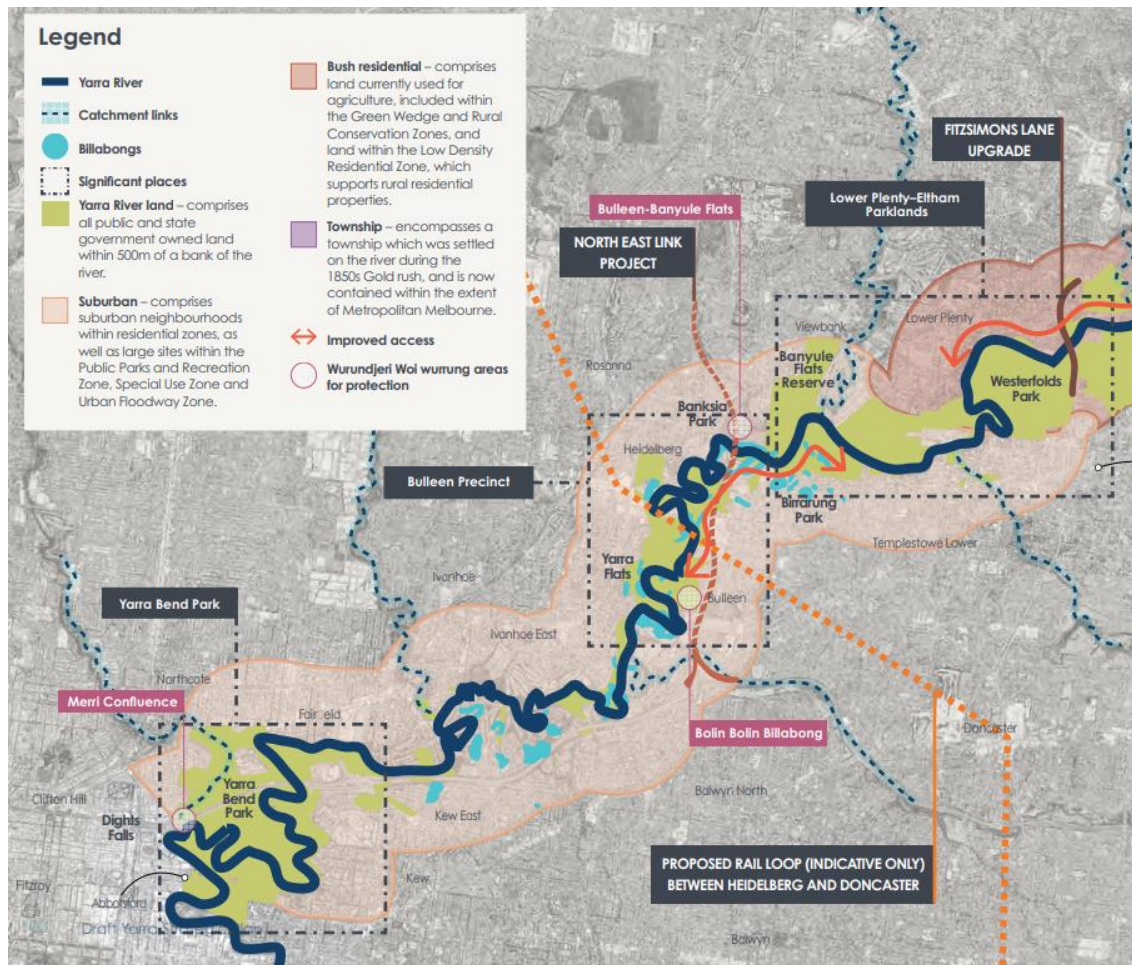 Legend
Yarra River
Catchment links
Billabongs
Significant places
Yarra River land – comprises
all public and state
government owned land
within 500m of a bank of the
river.
Suburban – comprises
suburban neighbourhoods
within residential zones, as
well as large sites within the
Public Parks and Recreation
Zone, Special Use Zone and
Urban Floodway Zone.
Bush residential – comprises
land currently used for
agriculture, included within
the Green Wedge and Rural
Conservation Zones, and
land within the Low Density
Residential Zone, which
supports rural residential
properties.
Township – encompasses a
township which was settled
on the river during the
1850s Gold rush, and is now
contained within the extent
of Metropolitan Melbourne.
Improved access
Wurundjeri Woi wurrung areas
for protection
FITZSIMONS LANE
UPGRADE
Lower Plenty–Eltham
Parklands
Bulleen-Banyule Flats
NORTH EAST LINK
PROJECT
Lower Plenty
Viewbank
Rosanna
Banyule
Flats
Reserve
Westerfolds
Park
Banksia
Park
Heidelberg
Bulleen Precinct
Birrarung
Park
Templestowe Lower
Yarra
Flats
Ivanhoe
Bulleen
Yarra Bend Park
Ivanhoe East
Northcote
Merri Confluence
Fair eld
Bolin Bolin Billabong
Doncaster
Yarra
Bend
Park
Clifton Hill
Dights
Falls
Kew East
Balwyn North
PROPOSED RAIL LOOP (INDICATIVE ONLY)
BETWEEN HEIDELBERG AND DONCASTER
Kew
Fitzroy
Abbotsford
Draft Yarra
Balwyn